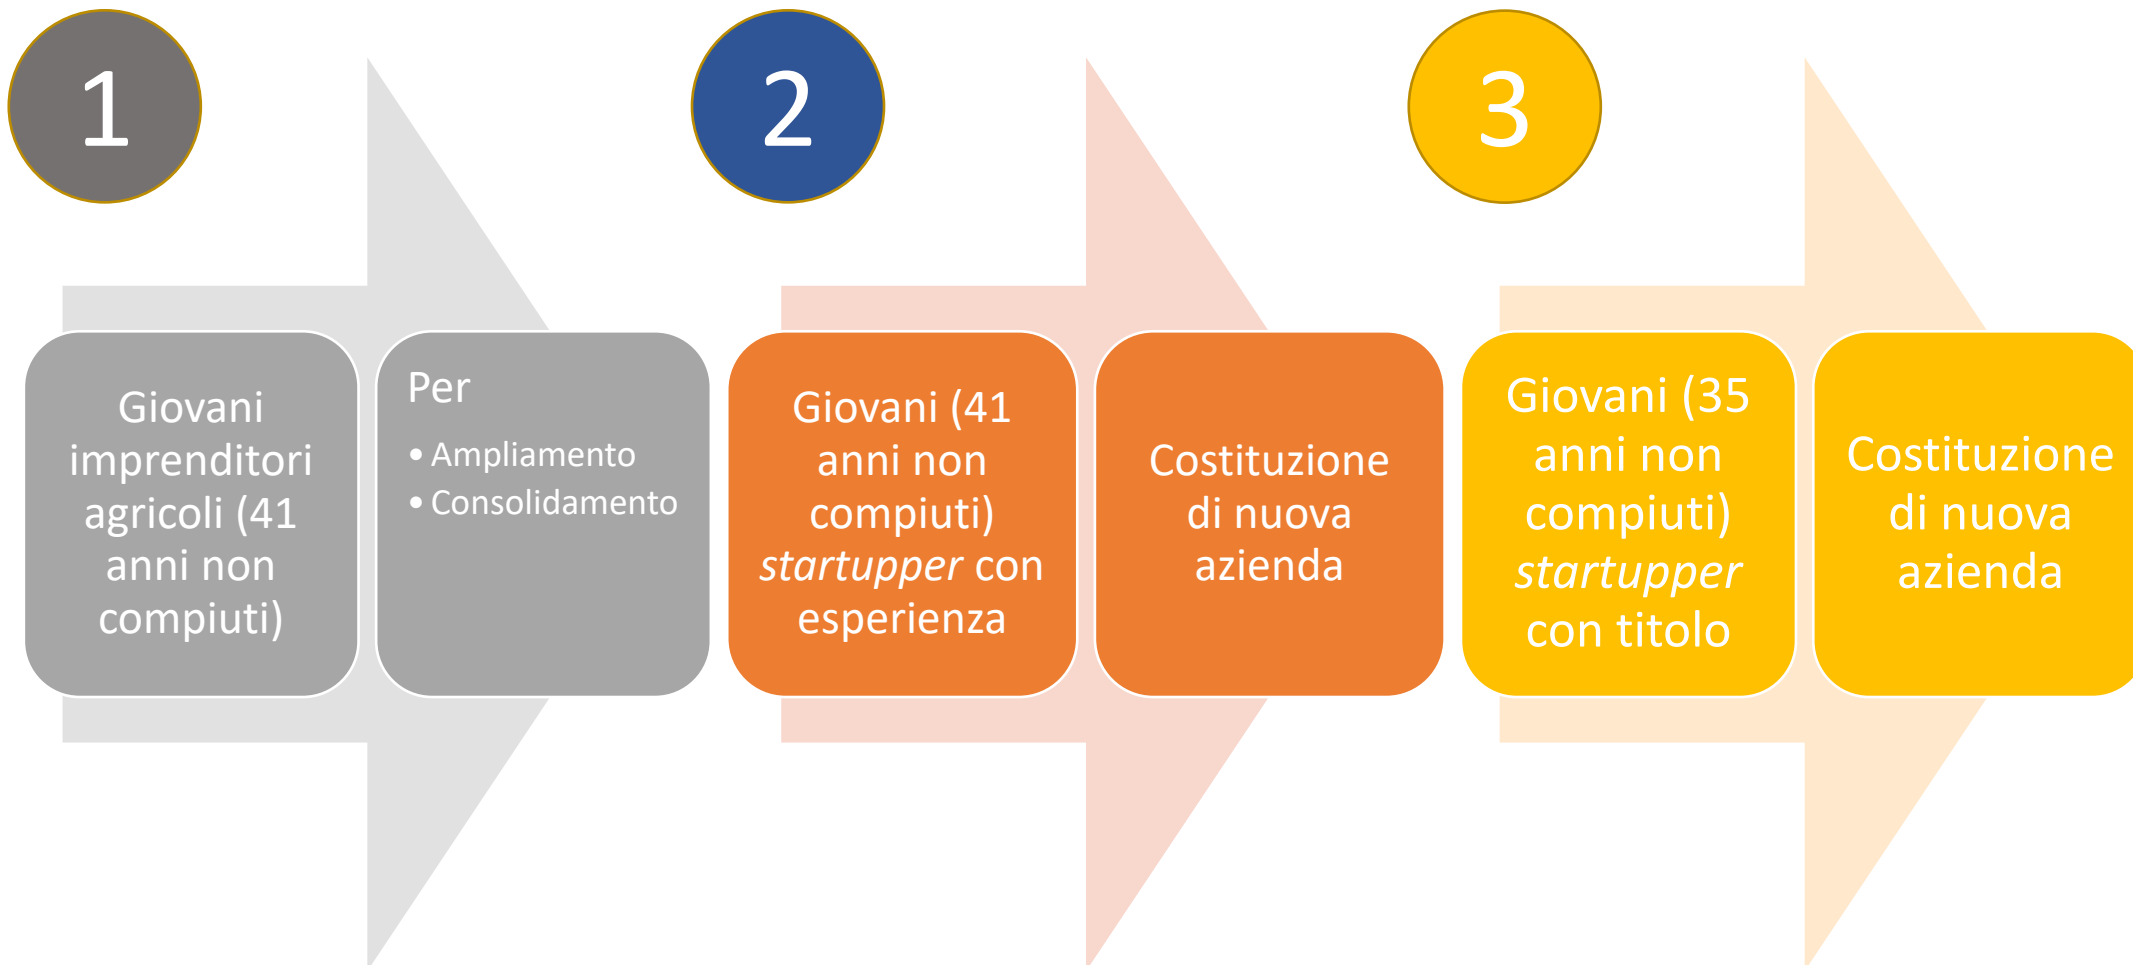 1
Giovani
imprenditori
agricoli (41
anni non
compiuti)
Per
• Ampliamento
• Consolidamento
2
Giovani (41
anni non
compiuti)
startupper con
esperienza
Costituzione
di nuova
azienda
3
Giovani (35
anni non
compiuti)
startupper
con titolo
Costituzione
di nuova
azienda